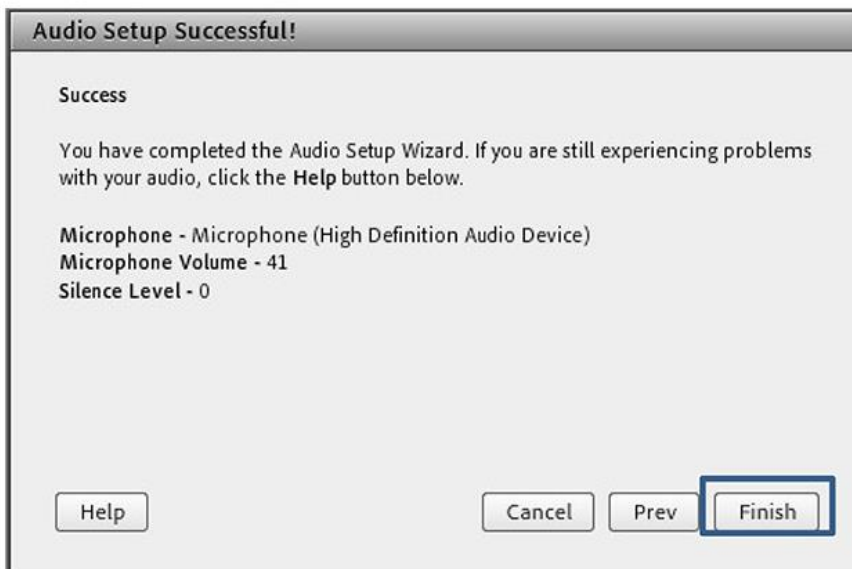 Audio Setup Successful!
Success
You have completed the Audio Setup Wizard. If you are still experiencing problems
with your audio, click the Help button below.
Microphone - Microphone (High Definition Audio Device)
Microphone Volume - 41
Silence Level - 0
Help Cancel Prev Finish